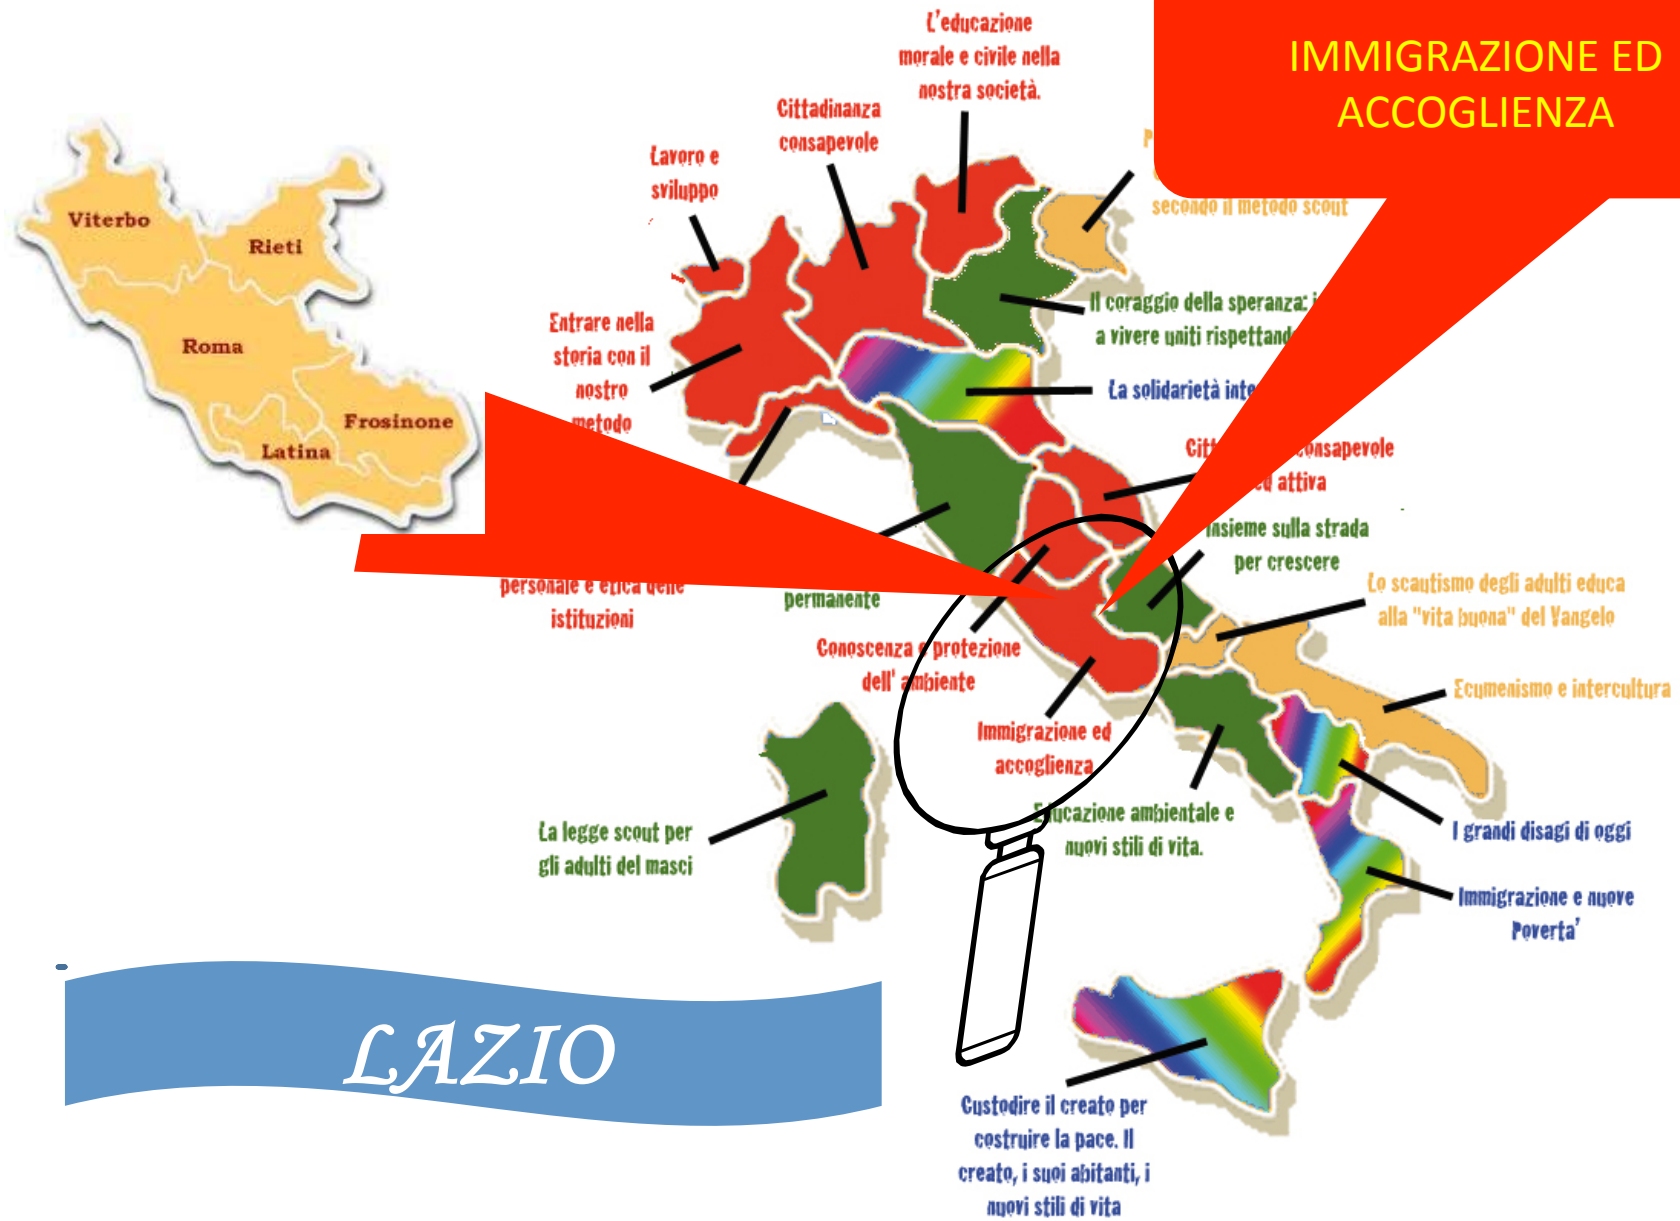 IMMIGRAZIONE ED
ACCOGLIENZA
L'educazione
morale e civile nella
nostra società.
Cittadinanza
consapevole
Lavoro e
sviluppo
secondo il metodo scout
Viterbo
Rieti
Roma
Frosinone
Latina
Il coraggio della speranza:
a vivere uniti
Entrare nella
storia con il
nostro
metodo
La solidarietà
consapevole
ed attiva
Insieme sulla strada
per crescere
Lo scautismo degli adulti educa
alla "vita buona" del Vangelo
personale e etica delle
istituzioni
permanente
Conoscenza e protezione
dell' ambiente
Ecumenismo e intercultura
Immigrazione ed
accoglienza
Educazione ambientale e
nuovi stili di vita.
La legge scout per
gli adulti del masci
I grandi disagi di oggi
Immigrazione e nuove
Poverta'
LAZIO
Custodire il creato per
costruire la pace. Il
creato, i suoi abitanti, i
nuovi stili di vita